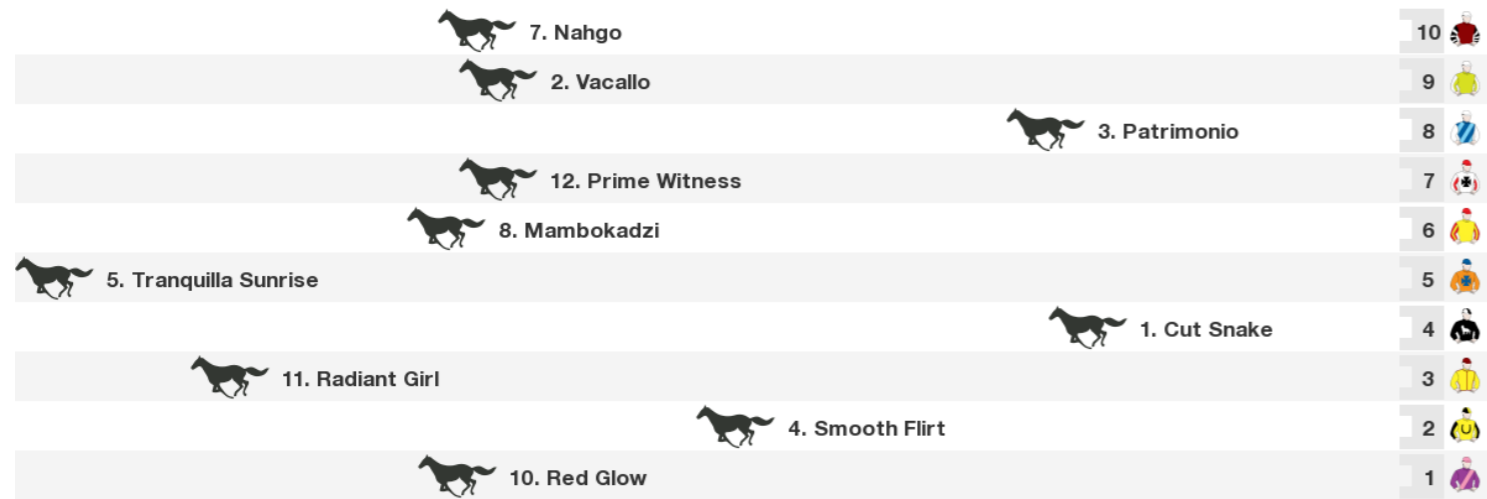 7. Nahgo 10
2. Vacallo 9
3. Patrimonio 8
12. Prime Witness 7
8. Mambokadzi 6
5. Tranquilla Sunrise 5
1. Cut Snake 4
11. Radiant Girl 3
4. Smooth Flirt 2
10. Red Glow 1